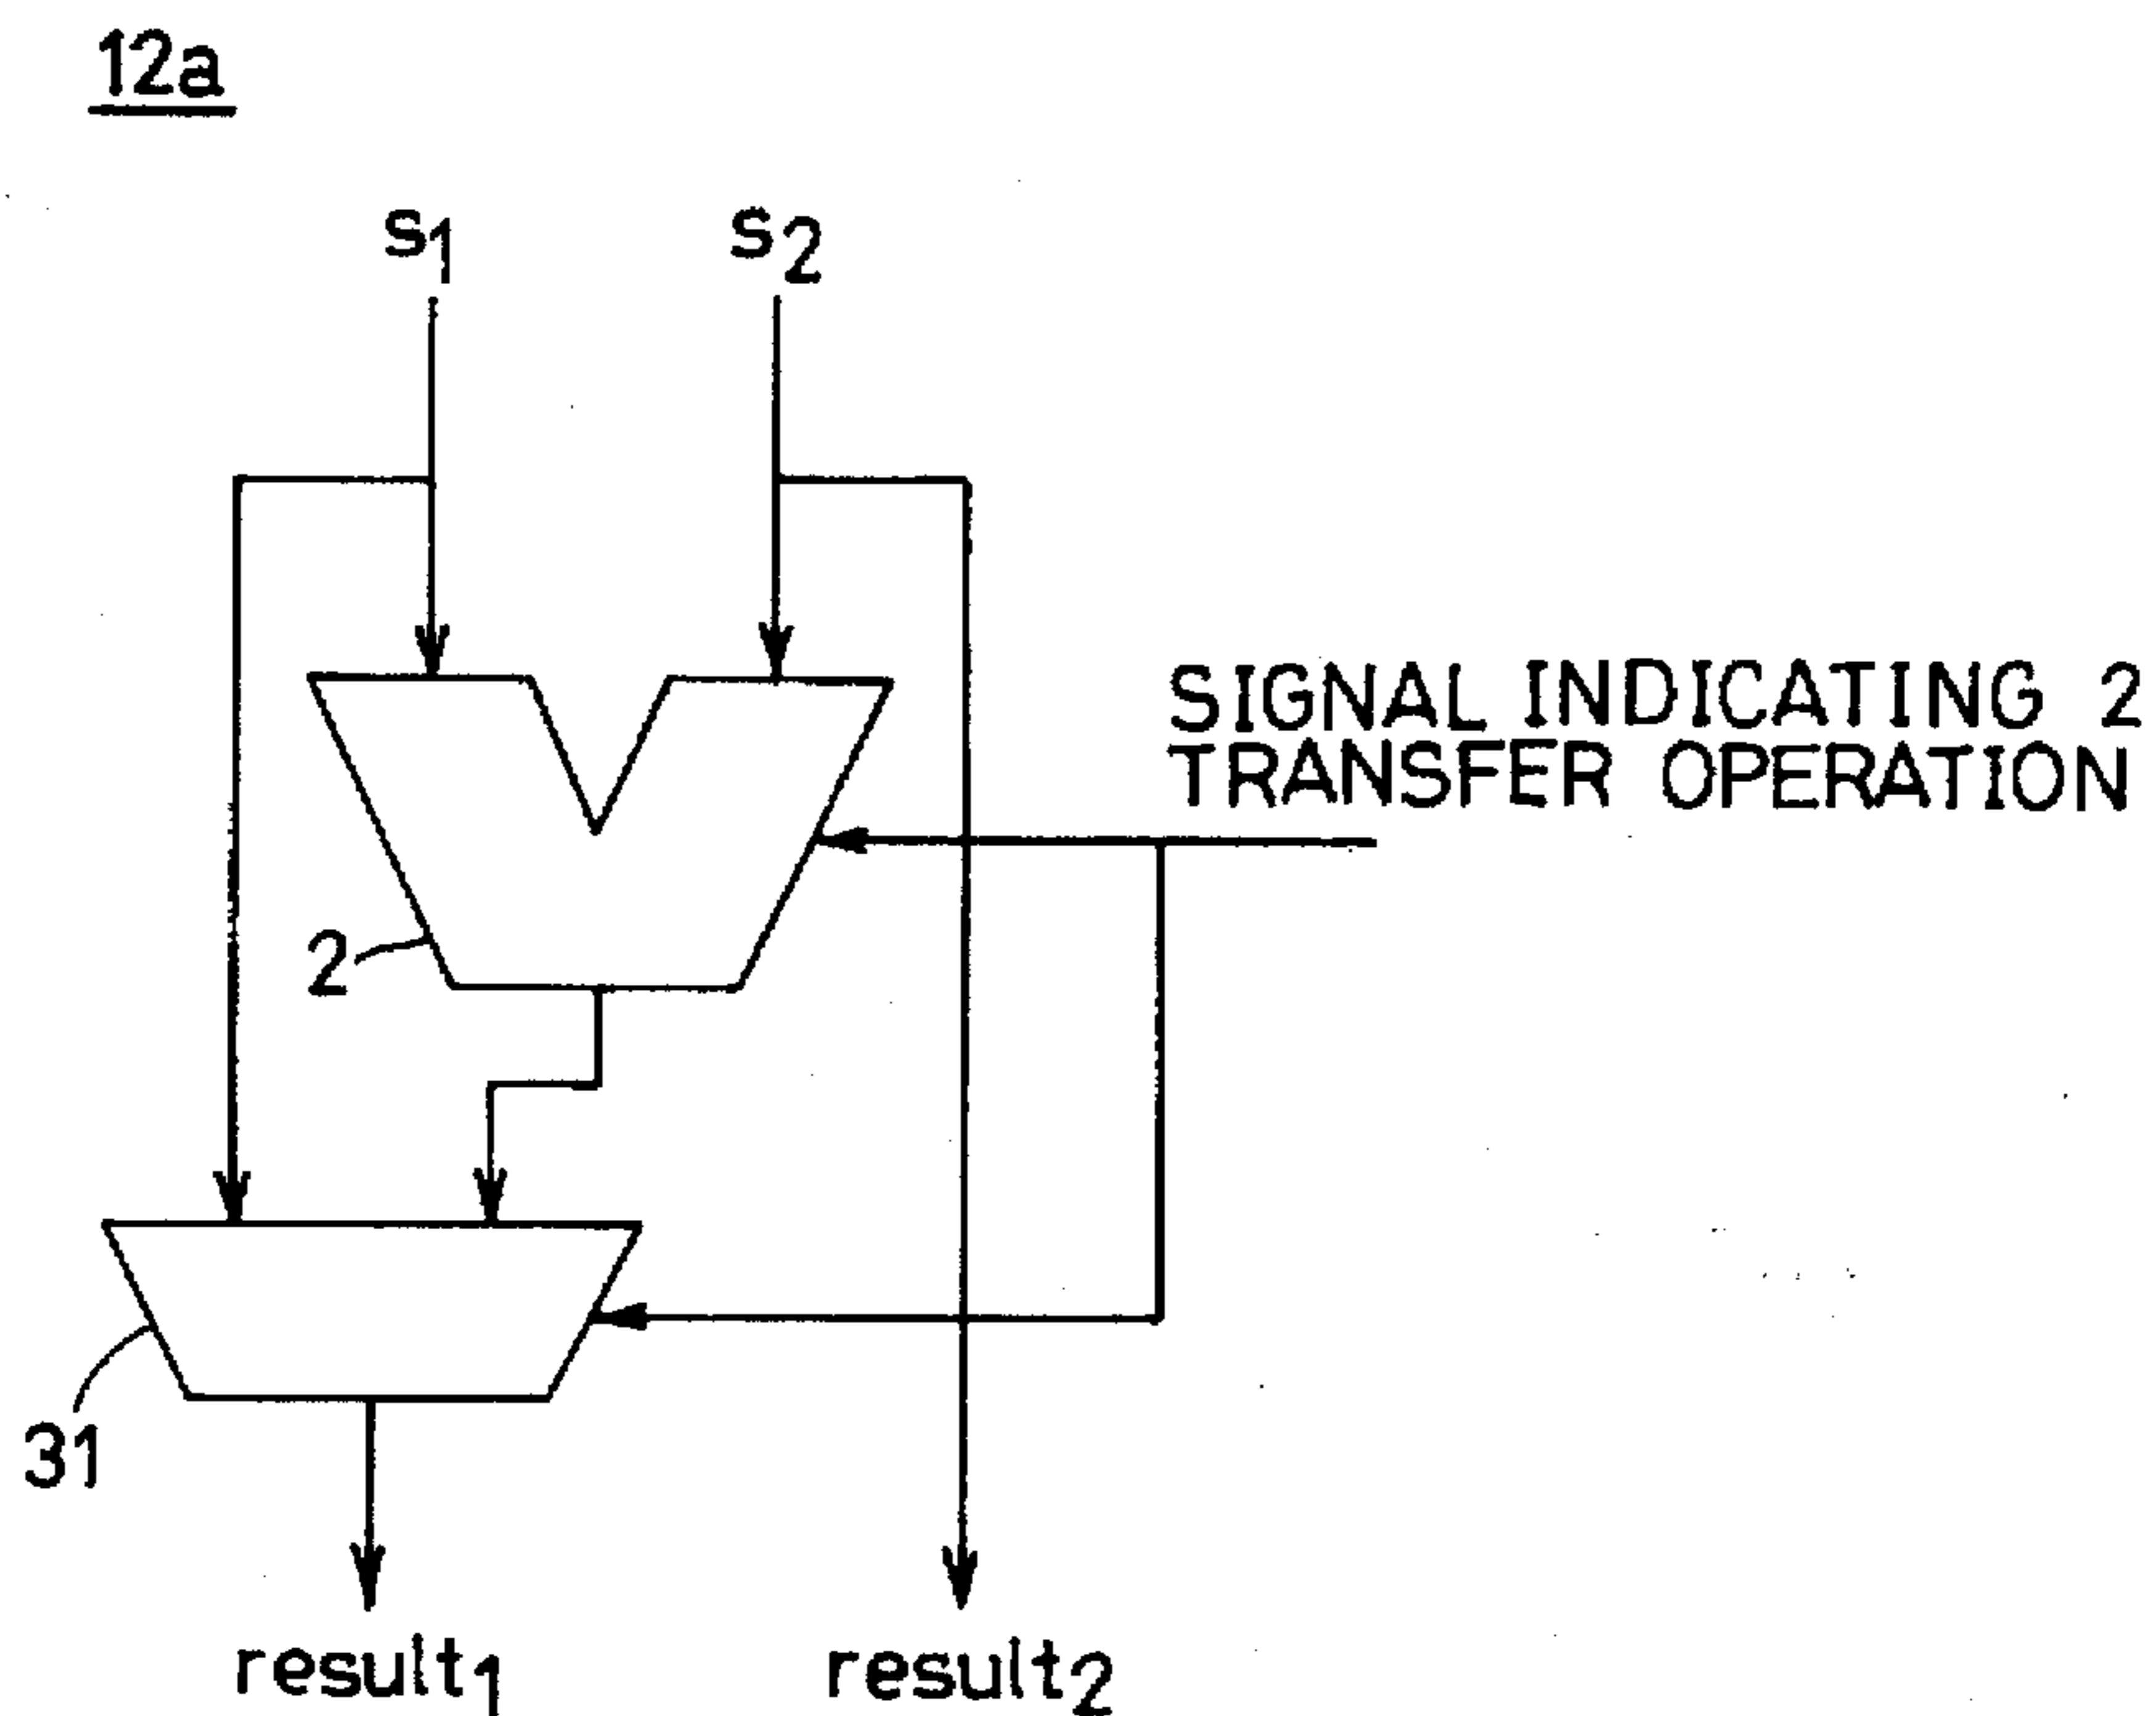 12a
s1
s2
SIGNAL INDICATING 2
TRANSFER OPERATION
2
31
result1
result2